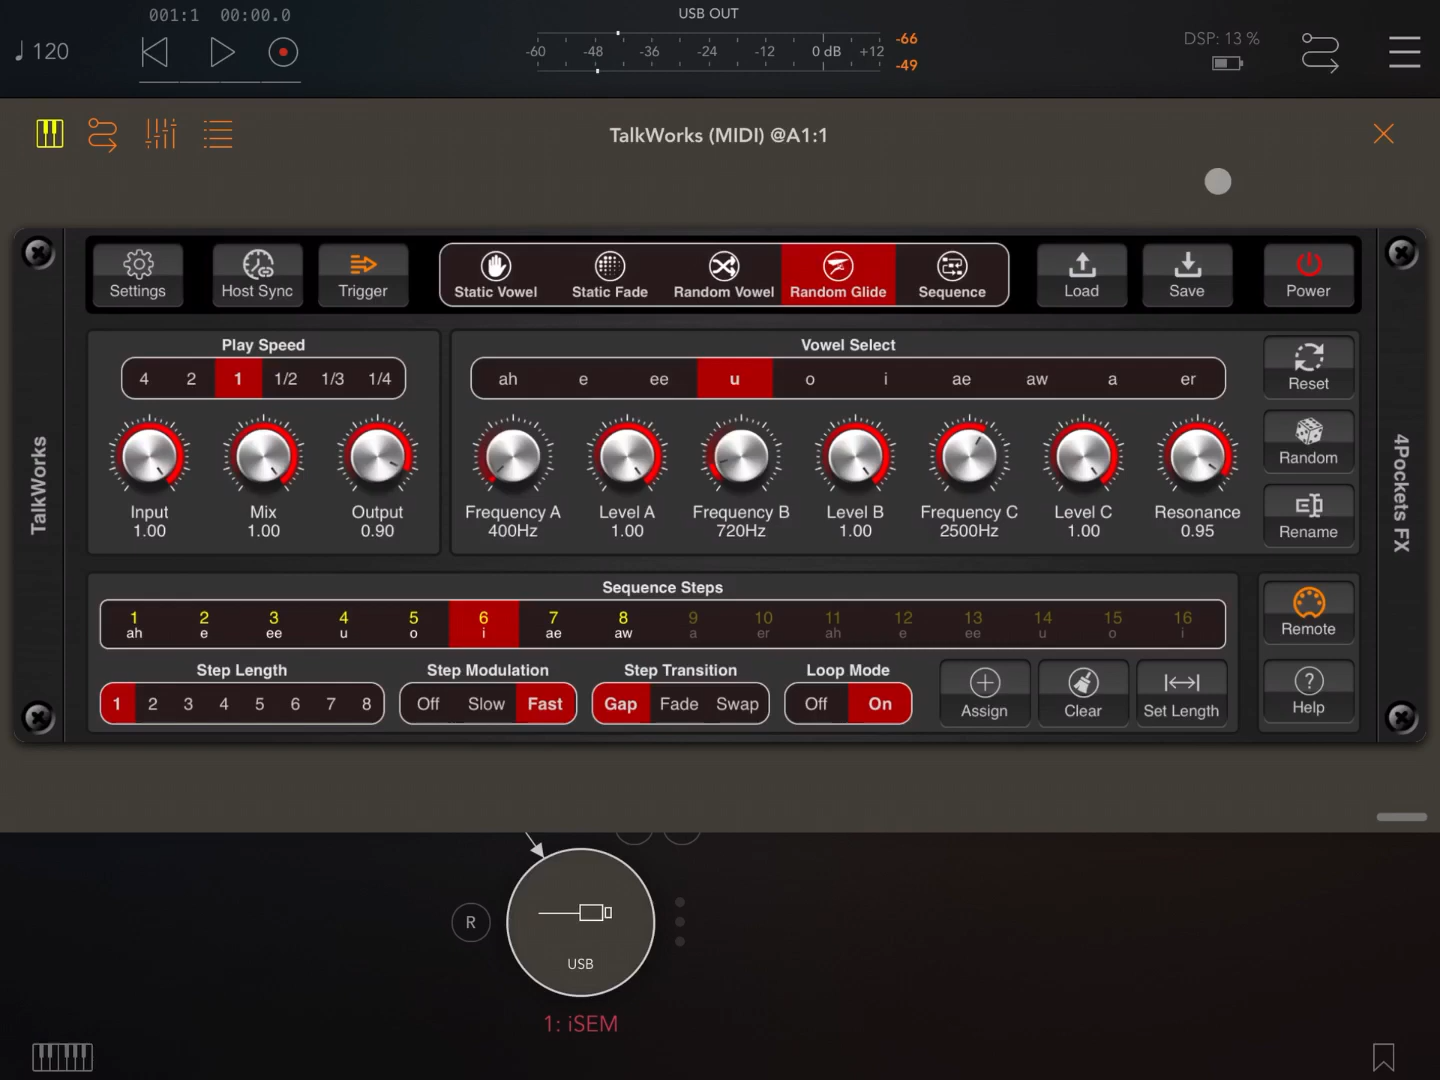 001:1 00:00.0
USB OUT
♩ 120
-60 -48 -36 -24 -12 0 dB +12
-66
-49
DSP: 13 %
TalkWorks (MIDI) @A1:1
Settings
Host Sync
Trigger
Static Vowel
Static Fade
Random Vowel
Random Glide
Sequence
Load
Save
Power
Play Speed
4 2 1 1/2 1/3 1/4
Input
1.00
Mix
1.00
Output
0.90
Vowel Select
ah e ee u o i ae aw a er
Frequency A
400Hz
Level A
1.00
Frequency B
720Hz
Level B
1.00
Frequency C
2500Hz
Level C
1.00
Resonance
0.95
Reset
Random
Rename
TalkWorks
4Pockets FX
Sequence Steps
1 2 3 4 5 6 7 8 9 10 11 12 13 14 15 16
ah e ee u o i ae aw a er ah e ee u o i
Step Length
1 2 3 4 5 6 7 8
Step Modulation
Off Slow Fast
Step Transition
Gap Fade Swap
Loop Mode
Off On
Assign
Clear
Set Length
Remote
Help
R
USB
1: iSEM